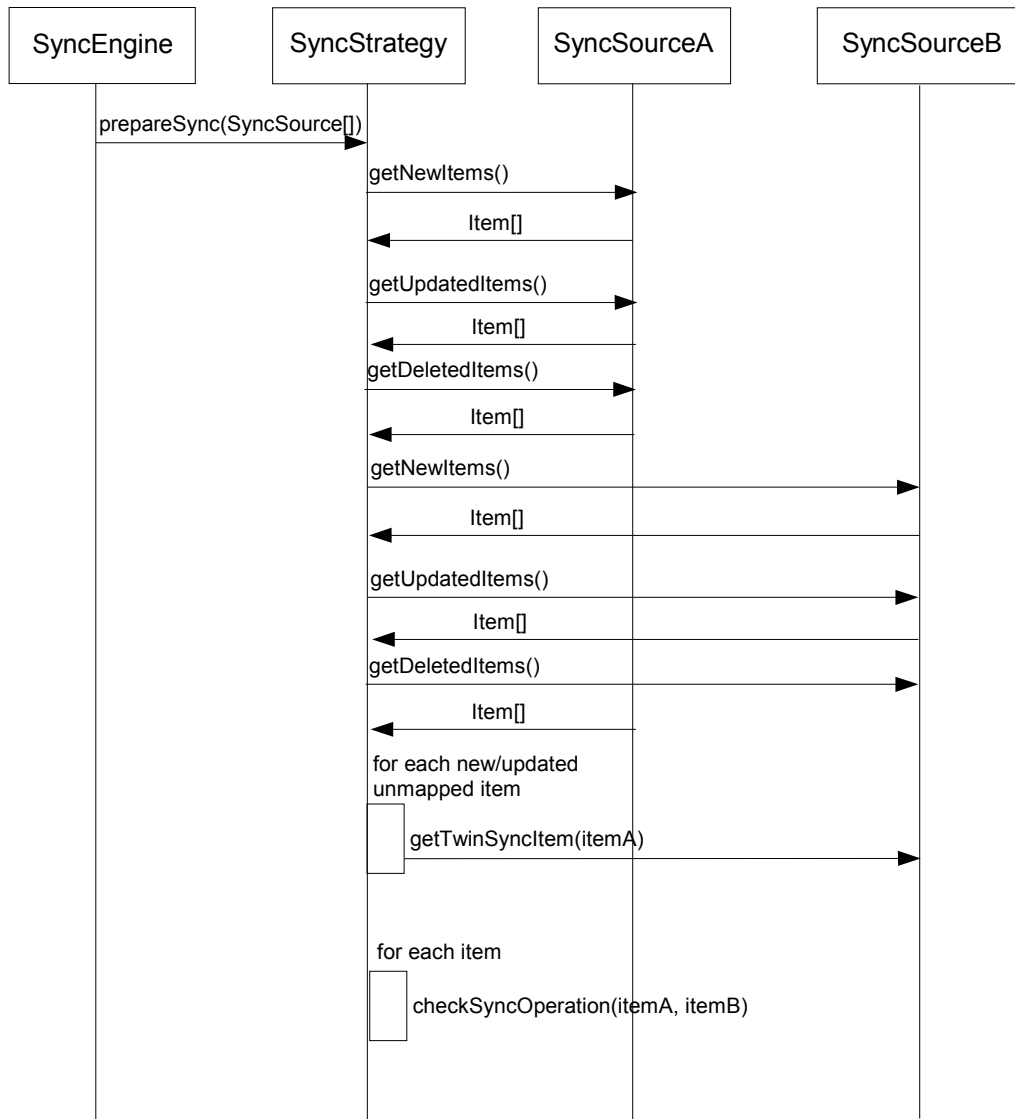 SyncEngine
SyncStrategy
SyncSourceA
SyncSourceB
prepareSync(SyncSource[])
getNewItems()
Item[]
getUpdatedItems()
Item[]
getDeletedItems()
Item[]
getNewItems()
Item[]
getUpdatedItems()
Item[]
getDeletedItems()
Item[]
for each new/updated
unmapped item
getTwinSyncItem(itemA)
for each item
checkSyncOperation(itemA, itemB)